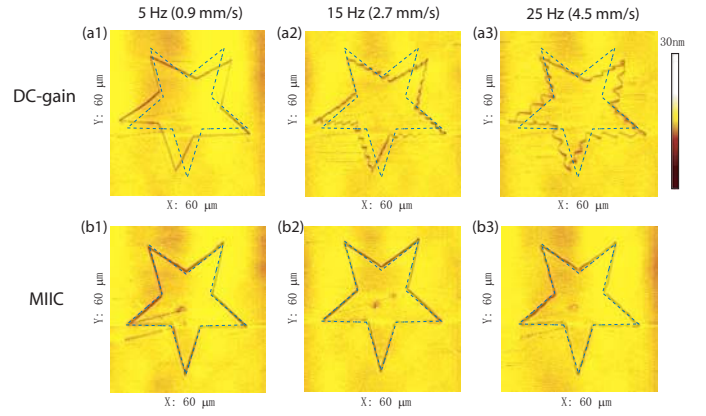 5 Hz (0.9 mm/s) 15 Hz (2.7 mm/s) 25 Hz (4.5 mm/s)
(a1) (a2) (a3)
30nm
DC-gain
Y: 60 μm Y: 60 μm Y: 60 μm
X: 60 μm X: 60 μm X: 60 μm
(b1) (b2) (b3)
MIIC
Y: 60 μm Y: 60 μm Y: 60 μm
X: 60 μm X: 60 μm X: 60 μm